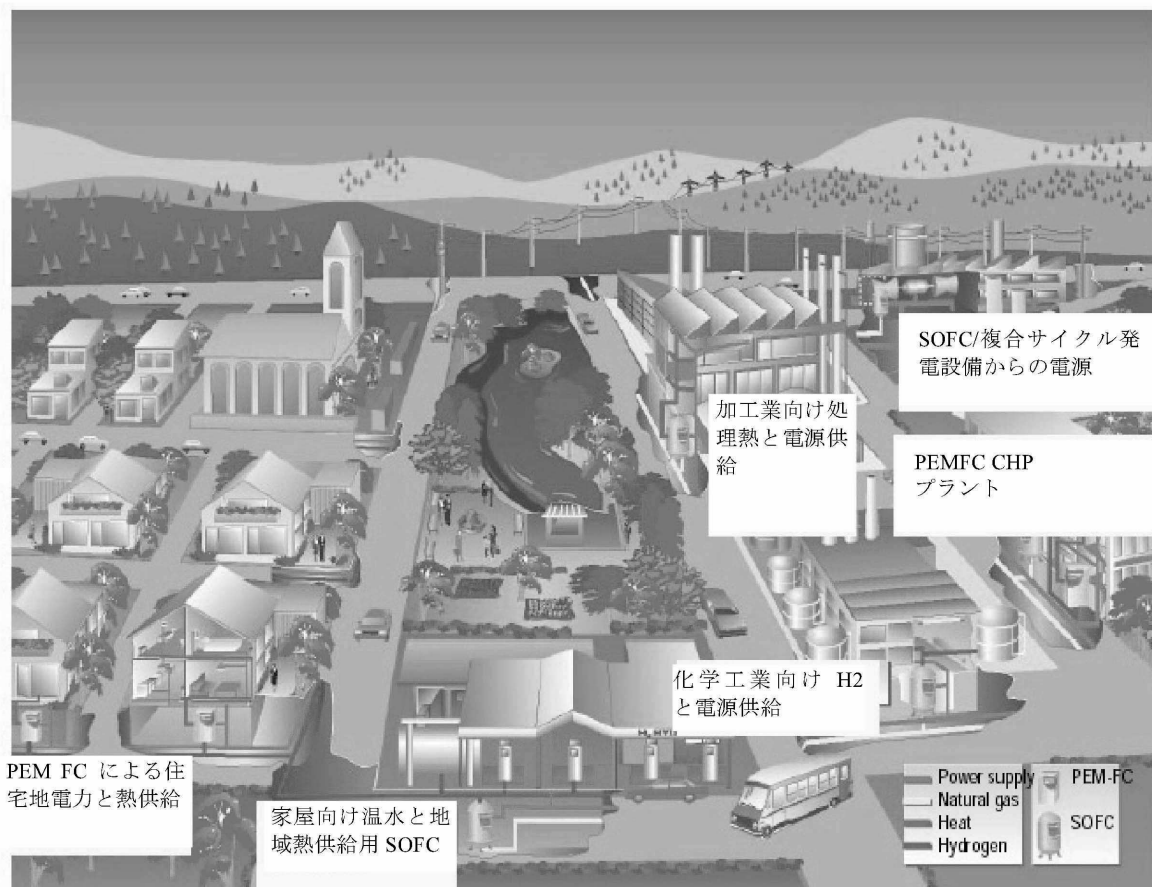 SOFC/複合サイクル発
電設備からの電源
加工業向け処
理熱と電源供
給
PEMFC CHP
プラント
化学工業向け H2
と電源供給
PEM FC による住
宅地電力と熱供給
家屋向け温水と地
域熱供給用 SOFC
Power supply
Natural gas
Heat
Hydrogen
PEM-FC
SOFC